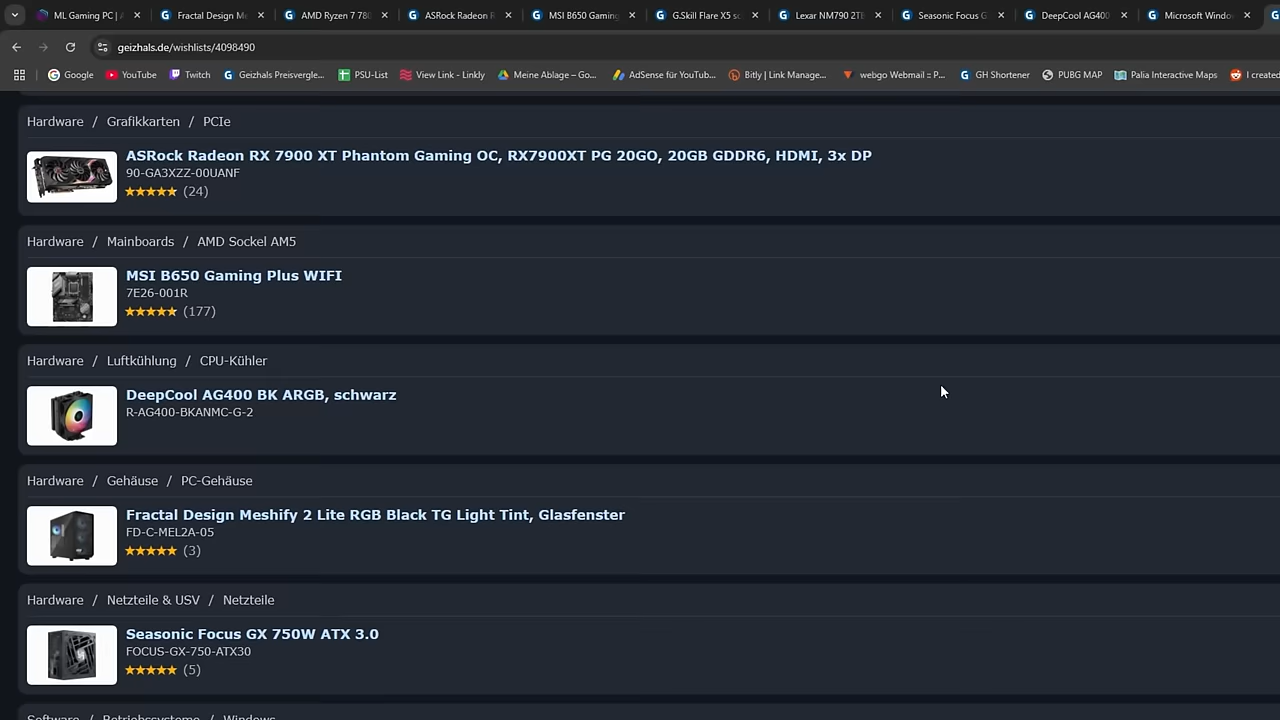 ML Gaming PC | A
Fractal Design Me
AMD Ryzen 7 780
ASRock Radeon R
MSI B650 Gaming
G.Skill Flare X5 sc
Lexar NM790 2TB
Seasonic Focus G
DeepCool AG400
Microsoft Windo
geizhals.de/wishlists/4098490
Google
YouTube
Twitch
Geizhals Preisvergle...
PSU-List
View Link - Linkly
Meine Ablage – Go...
AdSense für YouTub...
Bitly | Link Manage...
webgo Webmail :: P...
GH Shortener
PUBG MAP
Palia Interactive Maps
I created
Hardware / Grafikkarten / PCIe
ASRock Radeon RX 7900 XT Phantom Gaming OC, RX7900XT PG 20GO, 20GB GDDR6, HDMI, 3x DP
90-GA3XZZ-00UANF
★★★★★ (24)
Hardware / Mainboards / AMD Sockel AM5
MSI B650 Gaming Plus WIFI
7E26-001R
★★★★★ (177)
Hardware / Luftkühlung / CPU-Kühler
DeepCool AG400 BK ARGB, schwarz
R-AG400-BKANMC-G-2
Hardware / Gehäuse / PC-Gehäuse
Fractal Design Meshify 2 Lite RGB Black TG Light Tint, Glasfenster
FD-C-MEL2A-05
★★★★★ (3)
Hardware / Netzteile & USV / Netzteile
Seasonic Focus GX 750W ATX 3.0
FOCUS-GX-750-ATX30
★★★★★ (5)
Software / Betriebssysteme / Windows